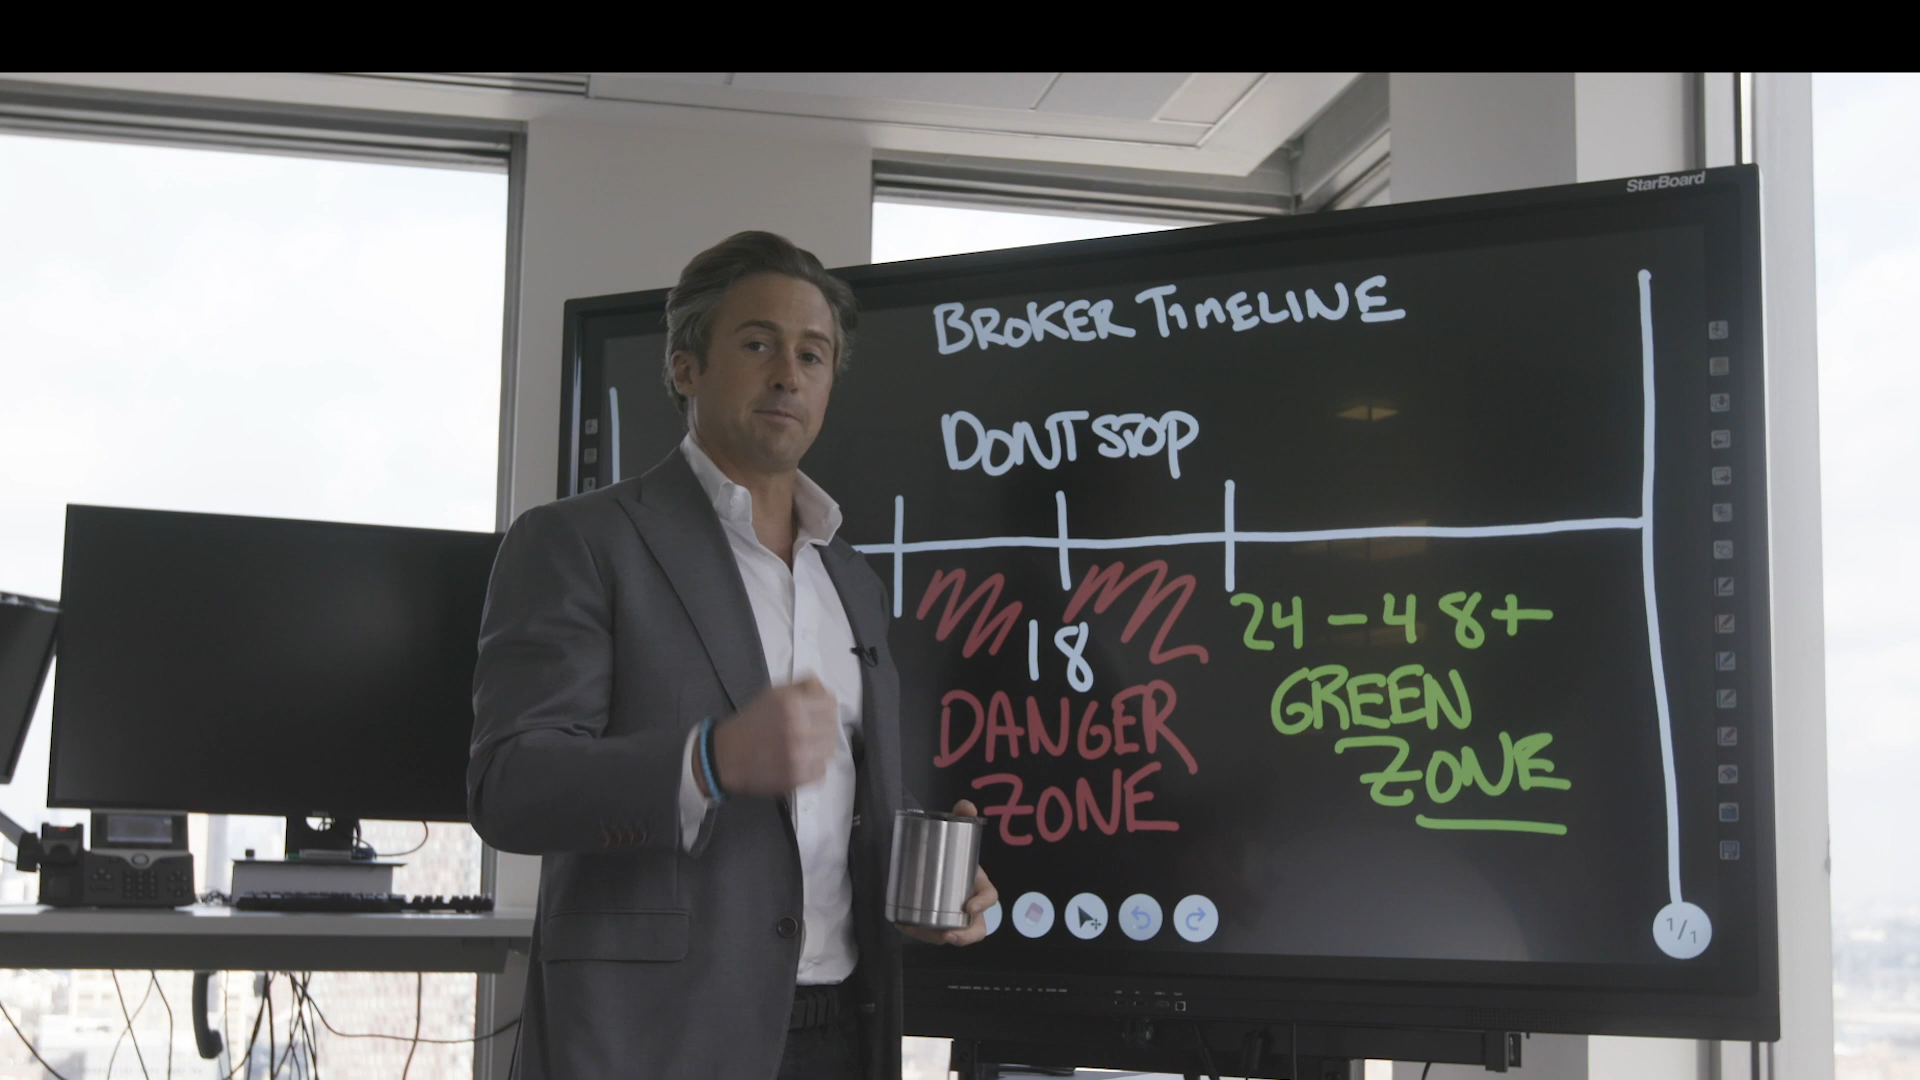 StarBoard
BROKER TIMELINE
DONT STOP
18
DANGER
ZONE
24-48+
GREEN
ZONE
1/1